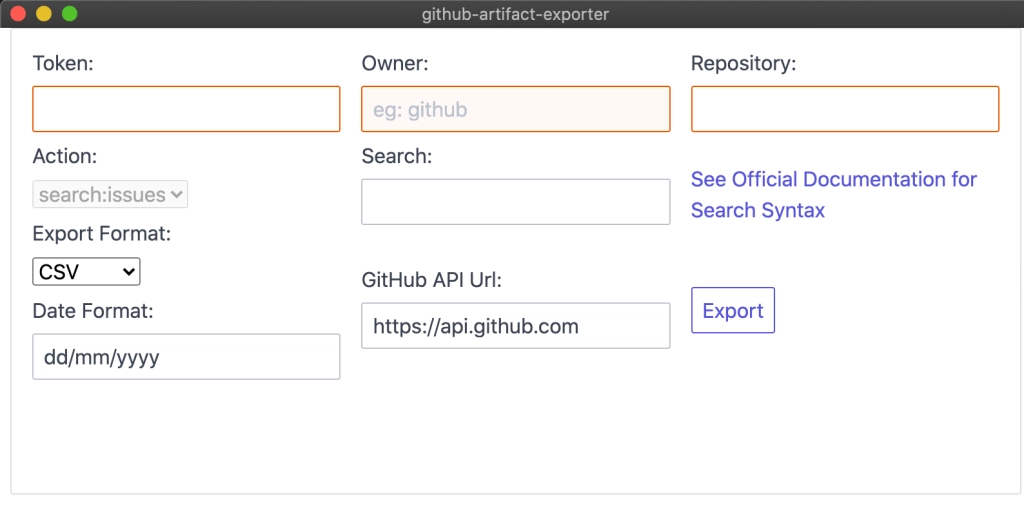 github-artifact-exporter
Token:
Owner:
Repository:
eg: github
Action:
Search:
search:issues
See Official Documentation for
Search Syntax
Export Format:
CSV
GitHub API Url:
Export
Date Format:
https://api.github.com
dd/mm/yyyy